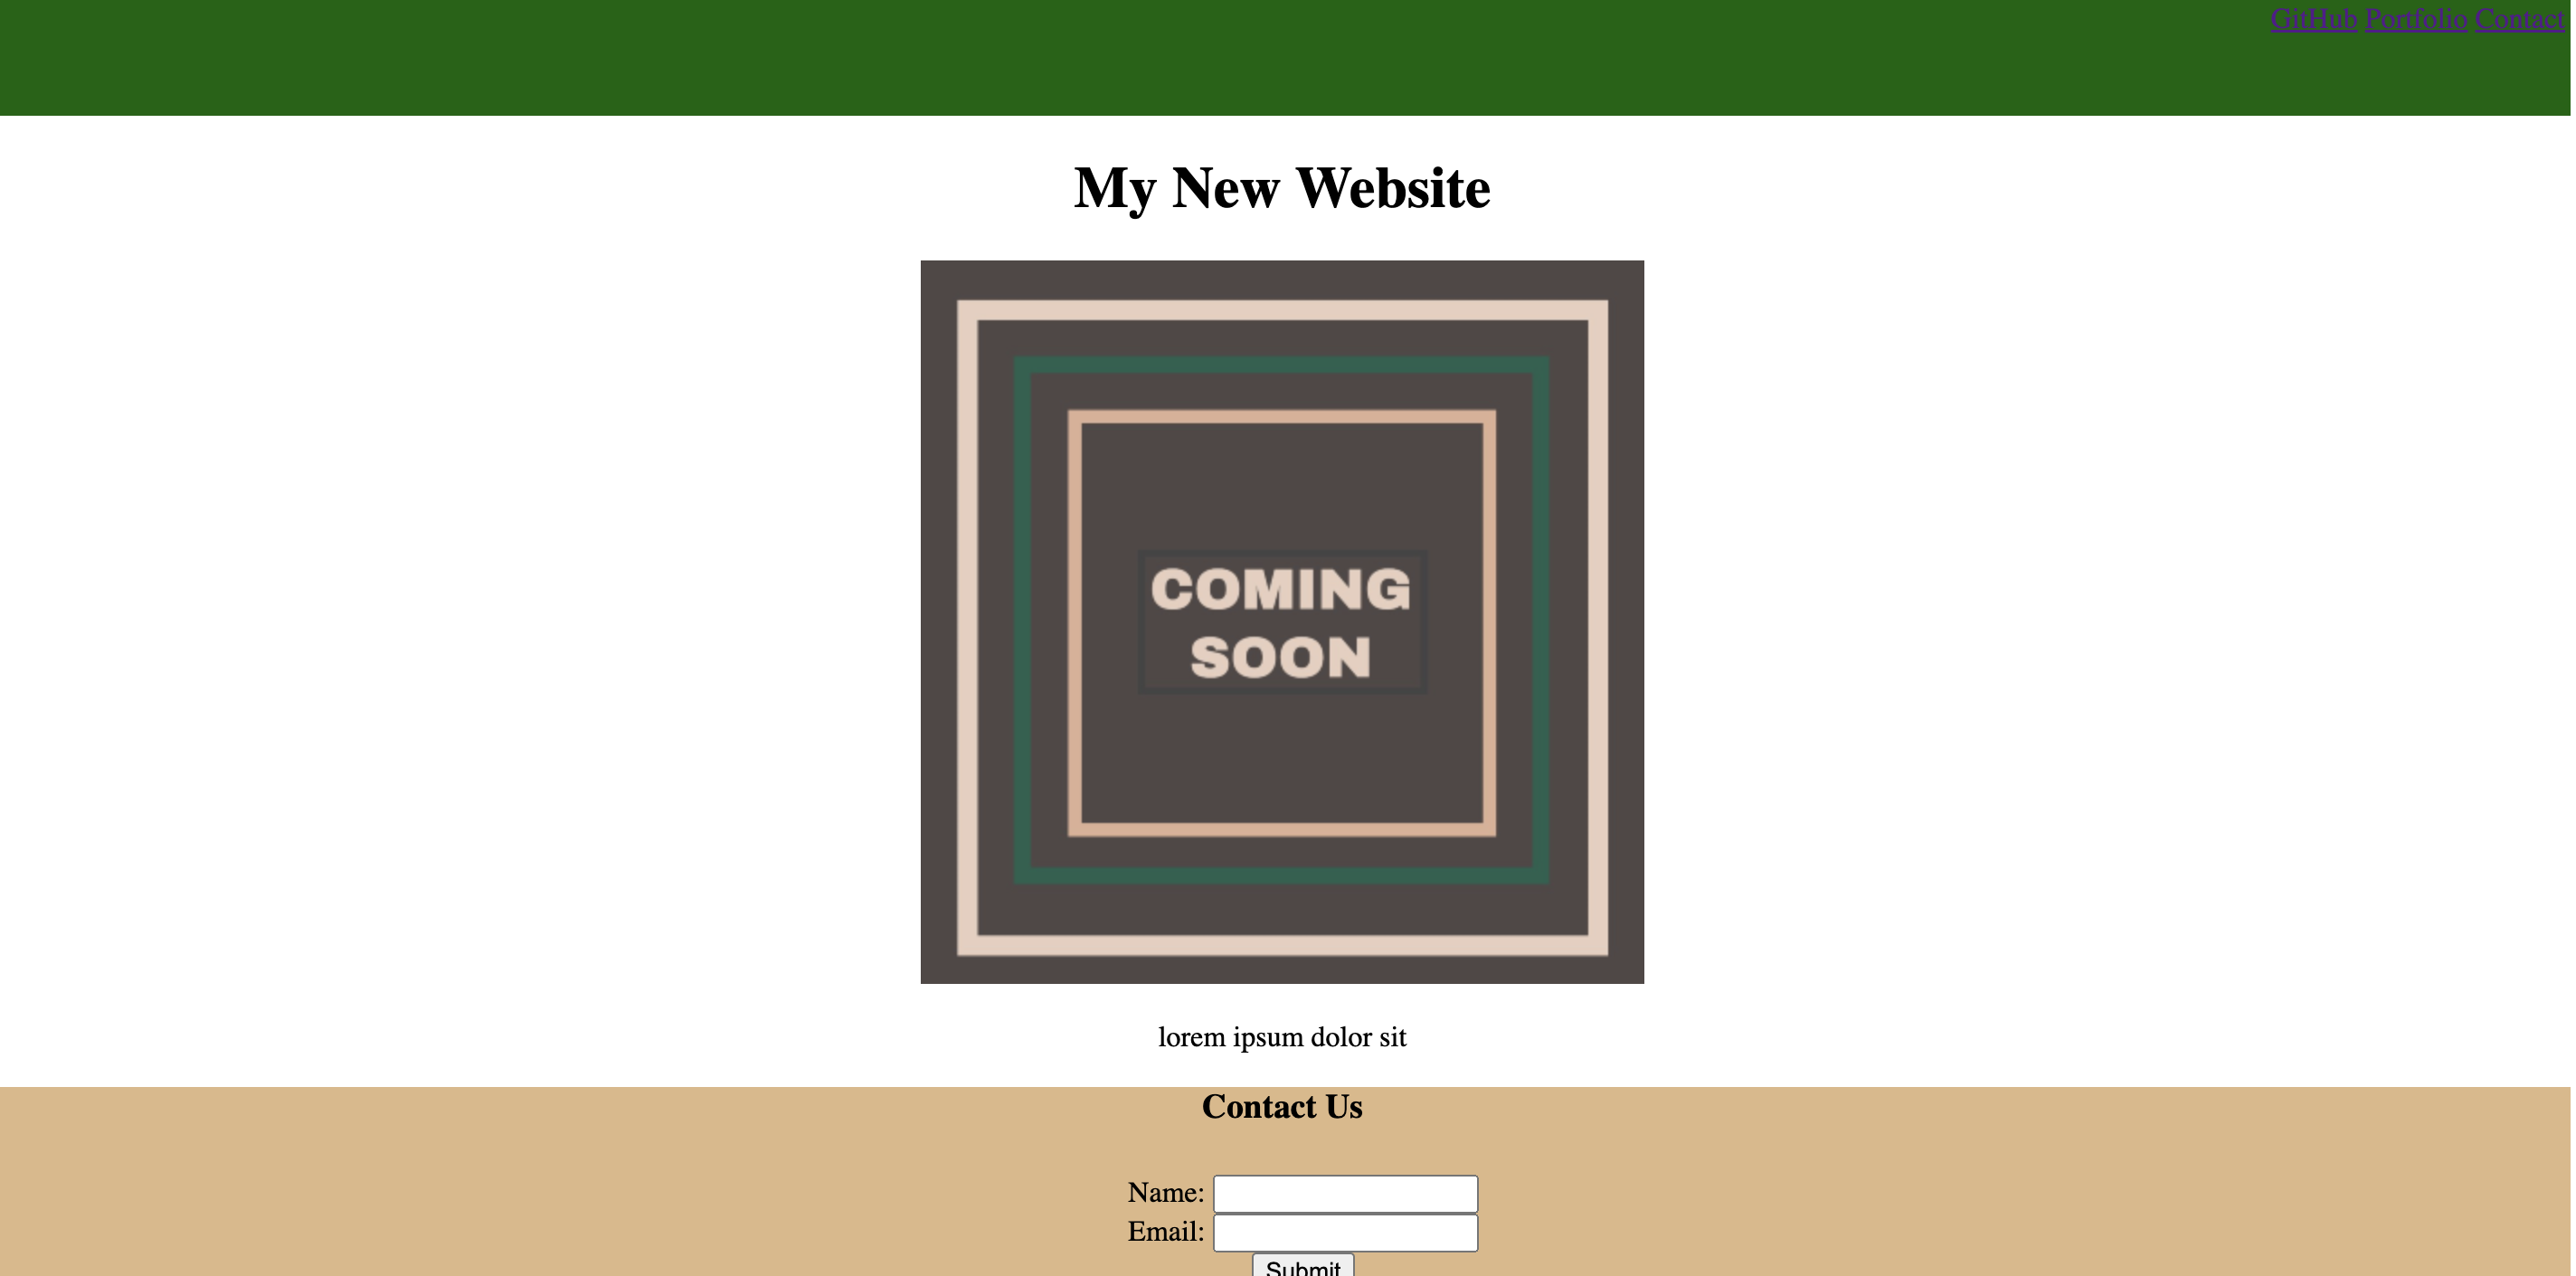 GitHub Portfolio Contact
My New Website
COMING
SOON
lorem ipsum dolor sit
Contact Us
Name:
Email:
Submit